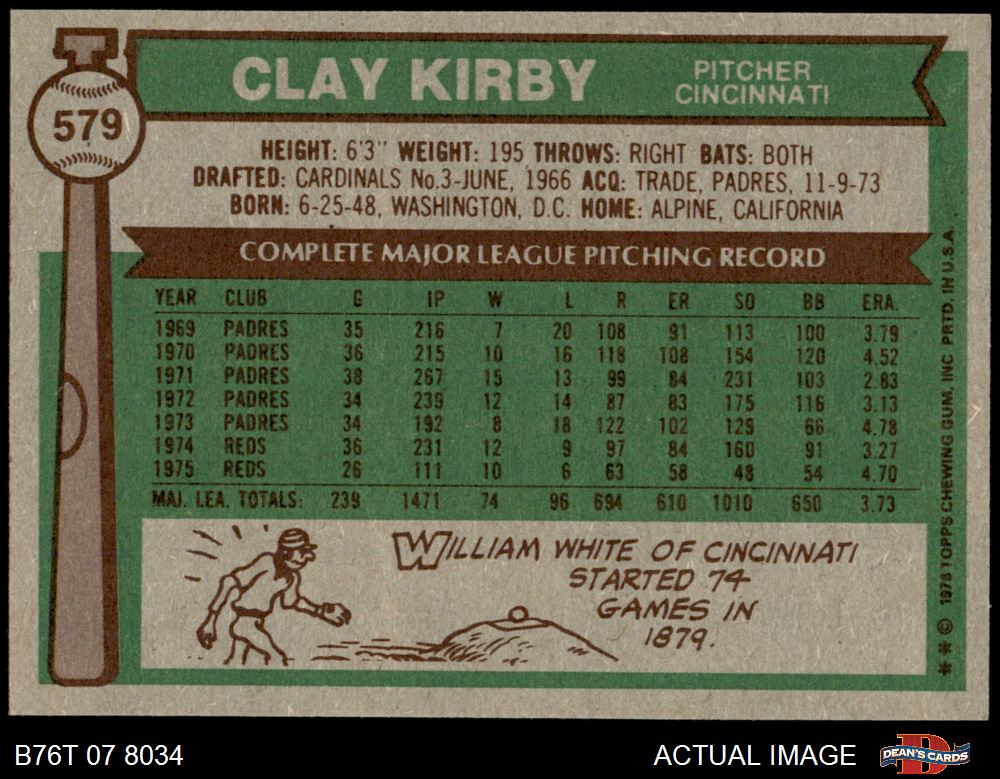 579
CLAY KIRBY
PITCHER
CINCINNATI
HEIGHT: 6'3" WEIGHT: 195 THROWS: RIGHT BATS: BOTH
DRAFTED: CARDINALS No.3-JUNE, 1966 ACQ: TRADE, PADRES, 11-9-73
BORN: 6-25-48, WASHINGTON, D.C. HOME: ALPINE, CALIFORNIA
COMPLETE MAJOR LEAGUE PITCHING RECORD
YEAR CLUB G IP W L R ER SO BB ERA.
1969 PADRES 35 216 7 20 108 91 113 100 3.79
1970 PADRES 36 215 10 16 118 108 154 120 4.52
1971 PADRES 38 267 15 13 99 84 231 103 2.83
1972 PADRES 34 239 12 14 87 83 175 116 3.13
1973 PADRES 34 192 8 18 122 102 129 66 4.78
1974 REDS 36 231 12 9 97 84 160 91 3.27
1975 REDS 26 111 10 6 63 58 48 54 4.70
MAJ. LEA. TOTALS: 239 1471 74 96 694 610 1010 650 3.73
WILLIAM WHITE OF CINCINNATI
STARTED 74
GAMES IN
1879.
* * © 1976 TOPPS CHEWING GUM, INC. PRTD. IN U.S.A.
B76T 07 8034
ACTUAL IMAGE
DEAN'S CARDS